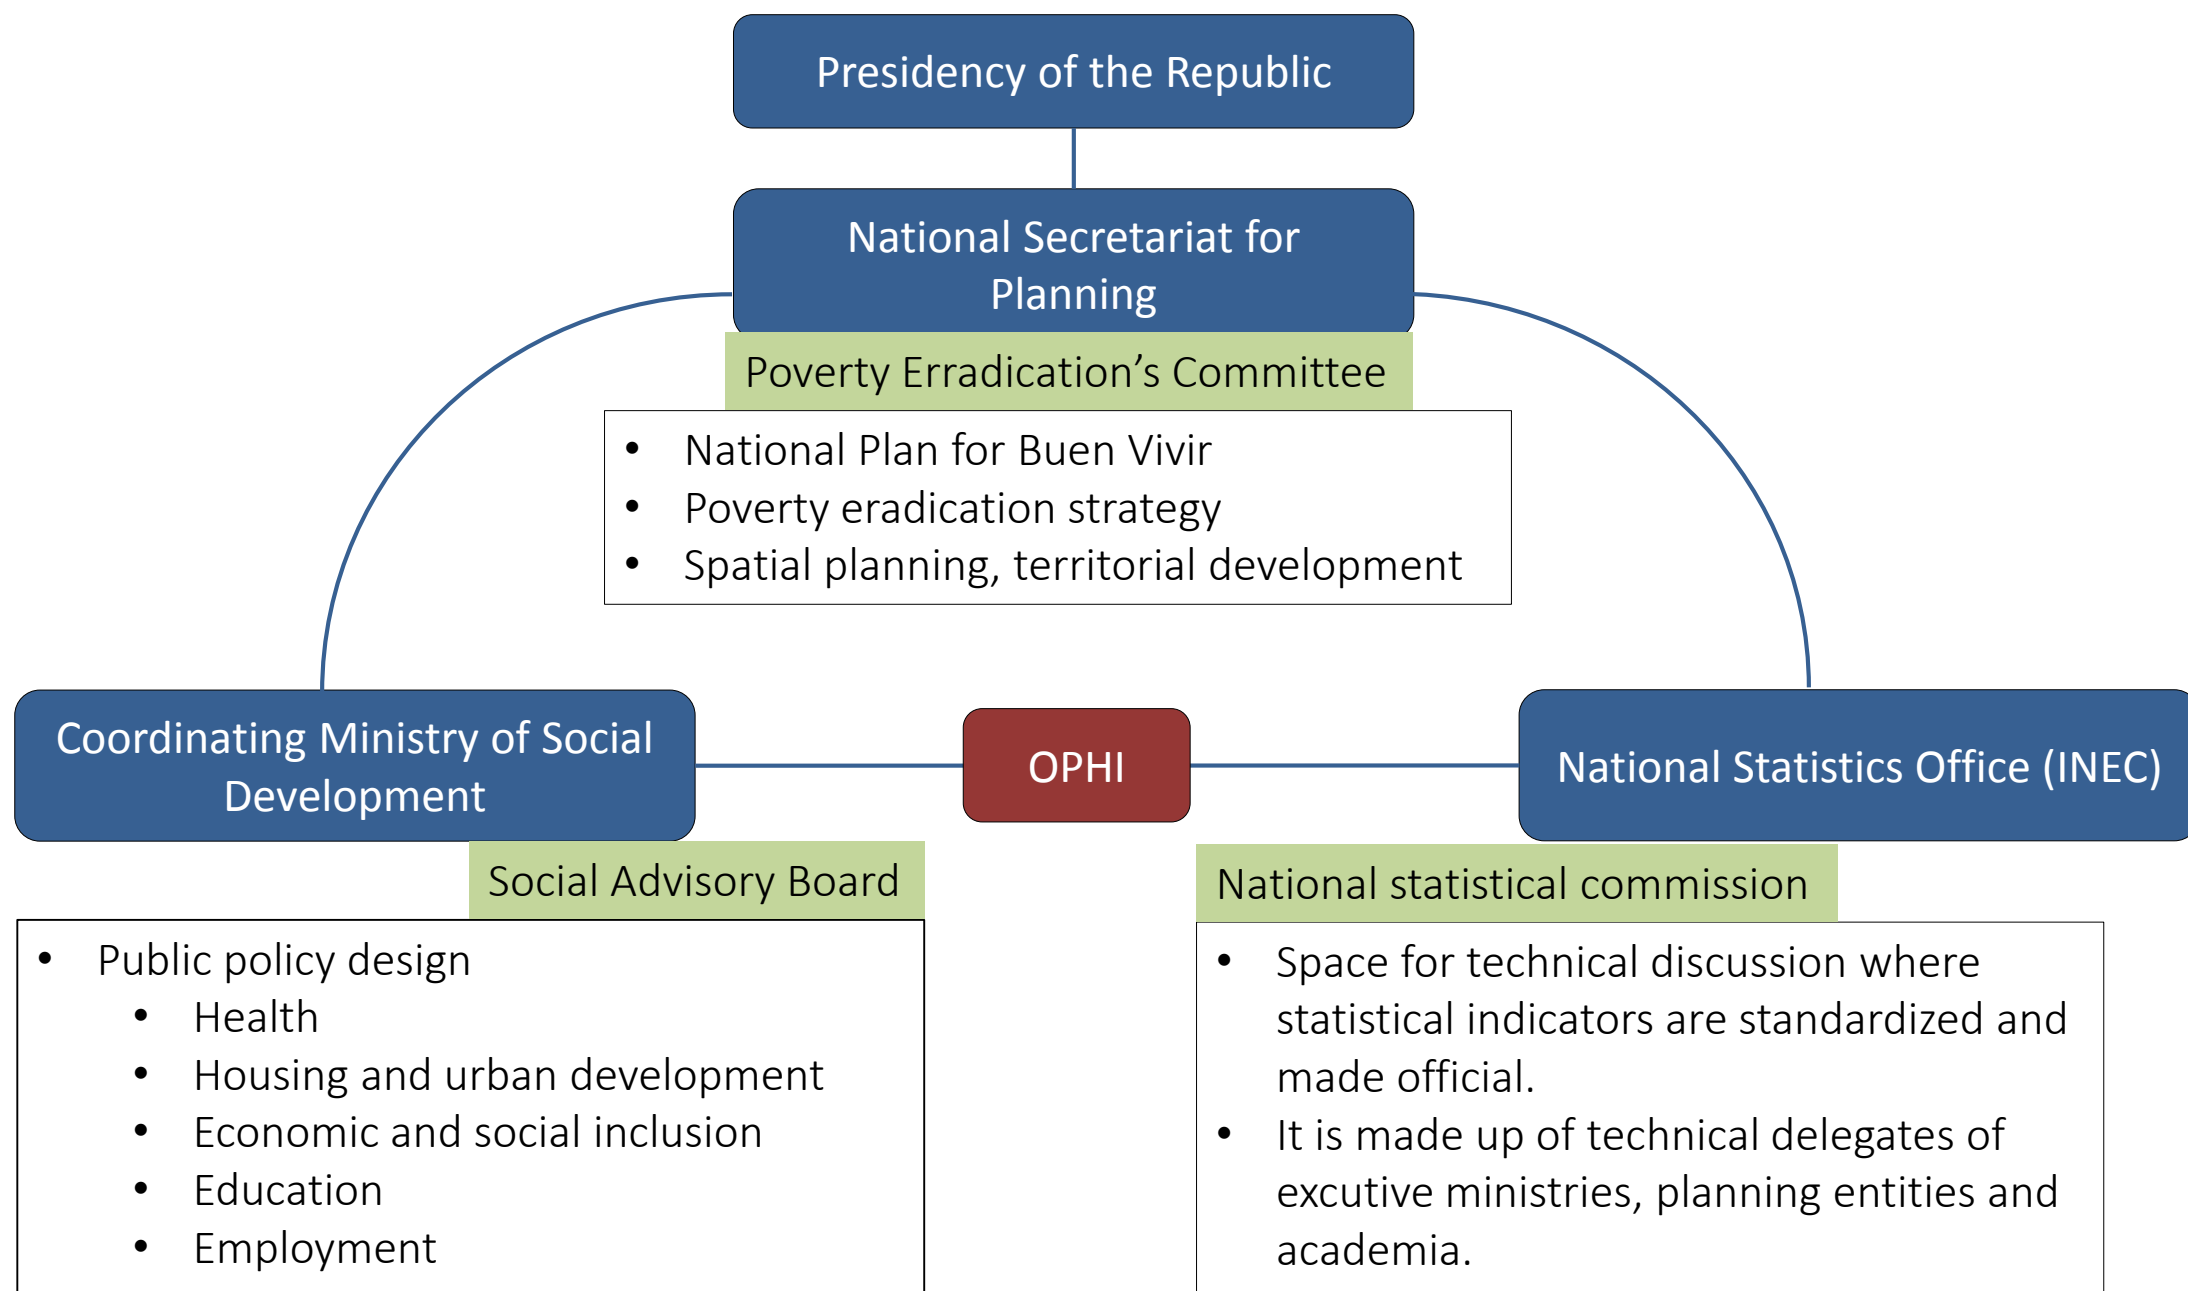 Presidency of the Republic
National Secretariat for
Planning
Poverty Erradication’s Committee
• National Plan for Buen Vivir
• Poverty eradication strategy
• Spatial planning, territorial development
Coordinating Ministry of Social
Development
OPHI
National Statistics Office (INEC)
Social Advisory Board
• Public policy design
• Health
• Housing and urban development
• Economic and social inclusion
• Education
• Employment
National statistical commission
• Space for technical discussion where
statistical indicators are standardized and
made official.
• It is made up of technical delegates of
excutive ministries, planning entities and
academia.